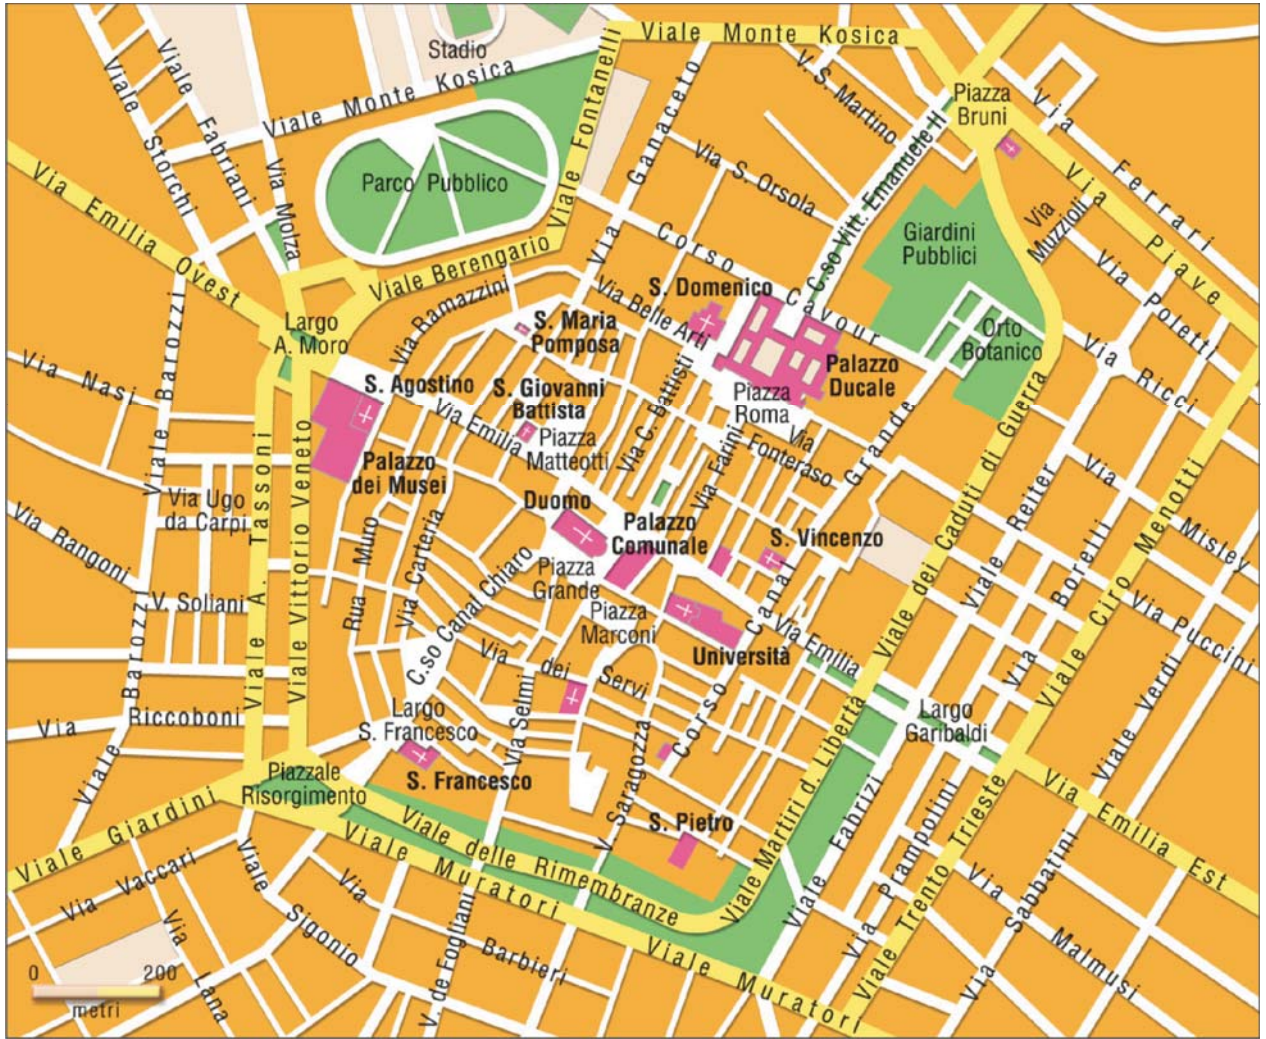 Stadio
Viale Monte Kosica
Viale Monte Kosica
Viale Storchi
Viale Fabriani
Via Molza
Viale Fontanelli
Via Ganaceto
V. S. Martino
Piazza
Bruni
Via Ferrari
Via Emilia Ovest
Parco Pubblico
Via S. Orsola
C.so Vitt. Emanuele II
Giardini
Pubblici
Via
Muzzioli
Via Piave
Via Poletti
Viale Berengario
Corso Cavour
Via Ramazzini
Via Belle Arti
S. Domenico
Largo
A. Moro
S. Maria
Pomposa
Orto
Botanico
Via Ricci
Via Nasi
Viale Barozzi
S. Agostino
S. Giovanni
Battista
Palazzo
Ducale
Piazza
Roma
Via Emilia
Piazza
Matteotti
Via C. Battisti
Via Farini
Via
Fonteraso
Palazzo
dei Musei
Via Ugo
da Carpi
Viale A. Tassoni
Viale Vittorio Veneto
Duomo
Palazzo
Comunale
S. Vincenzo
Corso Canal Grande
Viale dei Caduti di Guerra
Viale Reiter
Via Borelli
Viale Ciro Menotti
Via Mistey
Via Rangoni
Rua Muro
Via Carteria
C.so Canal Chiaro
Piazza
Grande
Piazza
Marconi
V. Soliani
Via Puccini
Università
Via Emilia
Via dei Servi
Viale Barozzi
Via Riccoboni
Largo
S. Francesco
Via Selmi
V. Saragozza
Largo
Garibaldi
Viale Verdi
S. Francesco
Piazzale
Risorgimento
S. Pietro
Viale Martiri d. Libertà
Viale Fabrizi
Via Prampolini
Viale Trento Trieste
Via Emilia Est
Viale Giardini
Viale delle Rimembranze
Viale Muratori
Via Vaccari
Viale Sigonio
Via Barbieri
V. de Fogliani
Viale Muratori
Via Sabbatini
Via Malmusi
Via Lana
0 200
metri